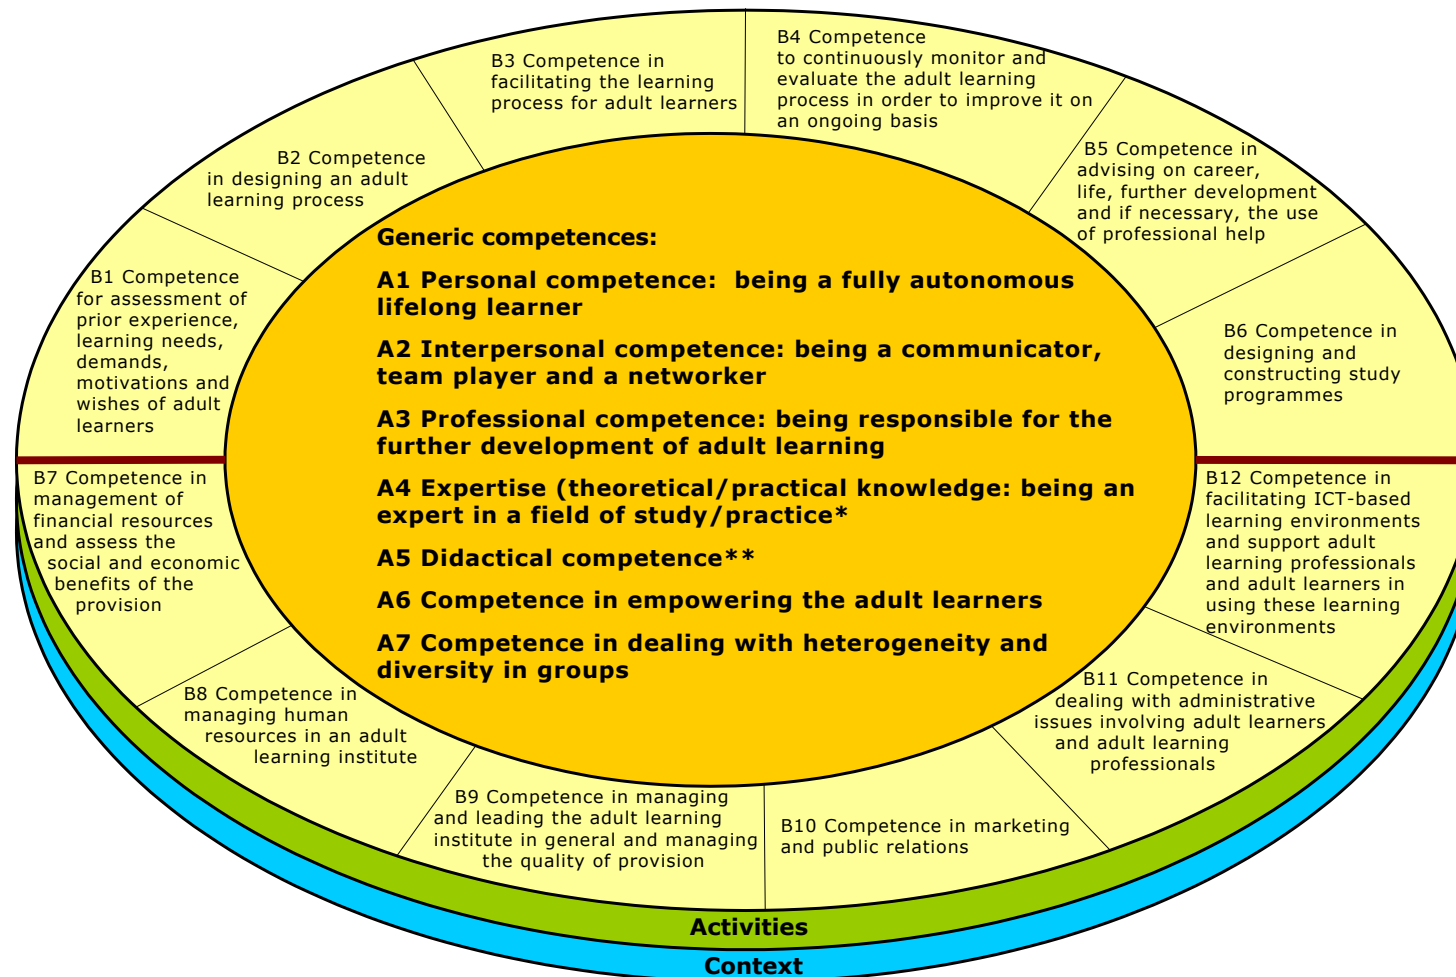 B1 Competence
for assessment of
prior experience,
learning needs,
demands,
motivations and
wishes of adult
learners
B2 Competence
in designing an adult
learning process
B3 Competence in
facilitating the learning
process for adult learners
B4 Competence
to continuously monitor and
evaluate the adult learning
process in order to improve it on
an ongoing basis
B5 Competence in
advising on career,
life, further development
and if necessary, the use
of professional help
B6 Competence in
designing and
constructing study
programmes
Generic competences:
A1 Personal competence:  being a fully autonomous
lifelong learner
A2 Interpersonal competence: being a communicator,
team player and a networker
A3 Professional competence: being responsible for the
further development of adult learning
A4 Expertise (theoretical/practical knowledge: being an
expert in a field of study/practice*
A5 Didactical competence**
A6 Competence in empowering the adult learners
A7 Competence in dealing with heterogeneity and
diversity in groups
B7 Competence in
management of
financial resources
and assess the
social and economic
benefits of the
provision
B8 Competence in
managing human
resources in an adult
learning institute
B9 Competence in managing
and leading the adult learning
institute in general and managing
the quality of provision
B10 Competence in marketing
and public relations
B11 Competence in
dealing with administrative
issues involving adult learners
and adult learning
professionals
B12 Competence in
facilitating ICT-based
learning environments
and support adult
learning professionals
and adult learners in
using these learning
environments
Activities
Context